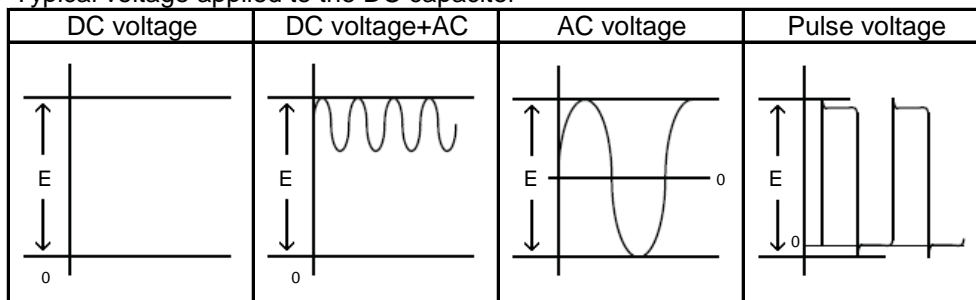 Typical voltage applied to the DC capacitor
DC voltage DC voltage+AC AC voltage Pulse voltage
E E E 0 E
0
0 0